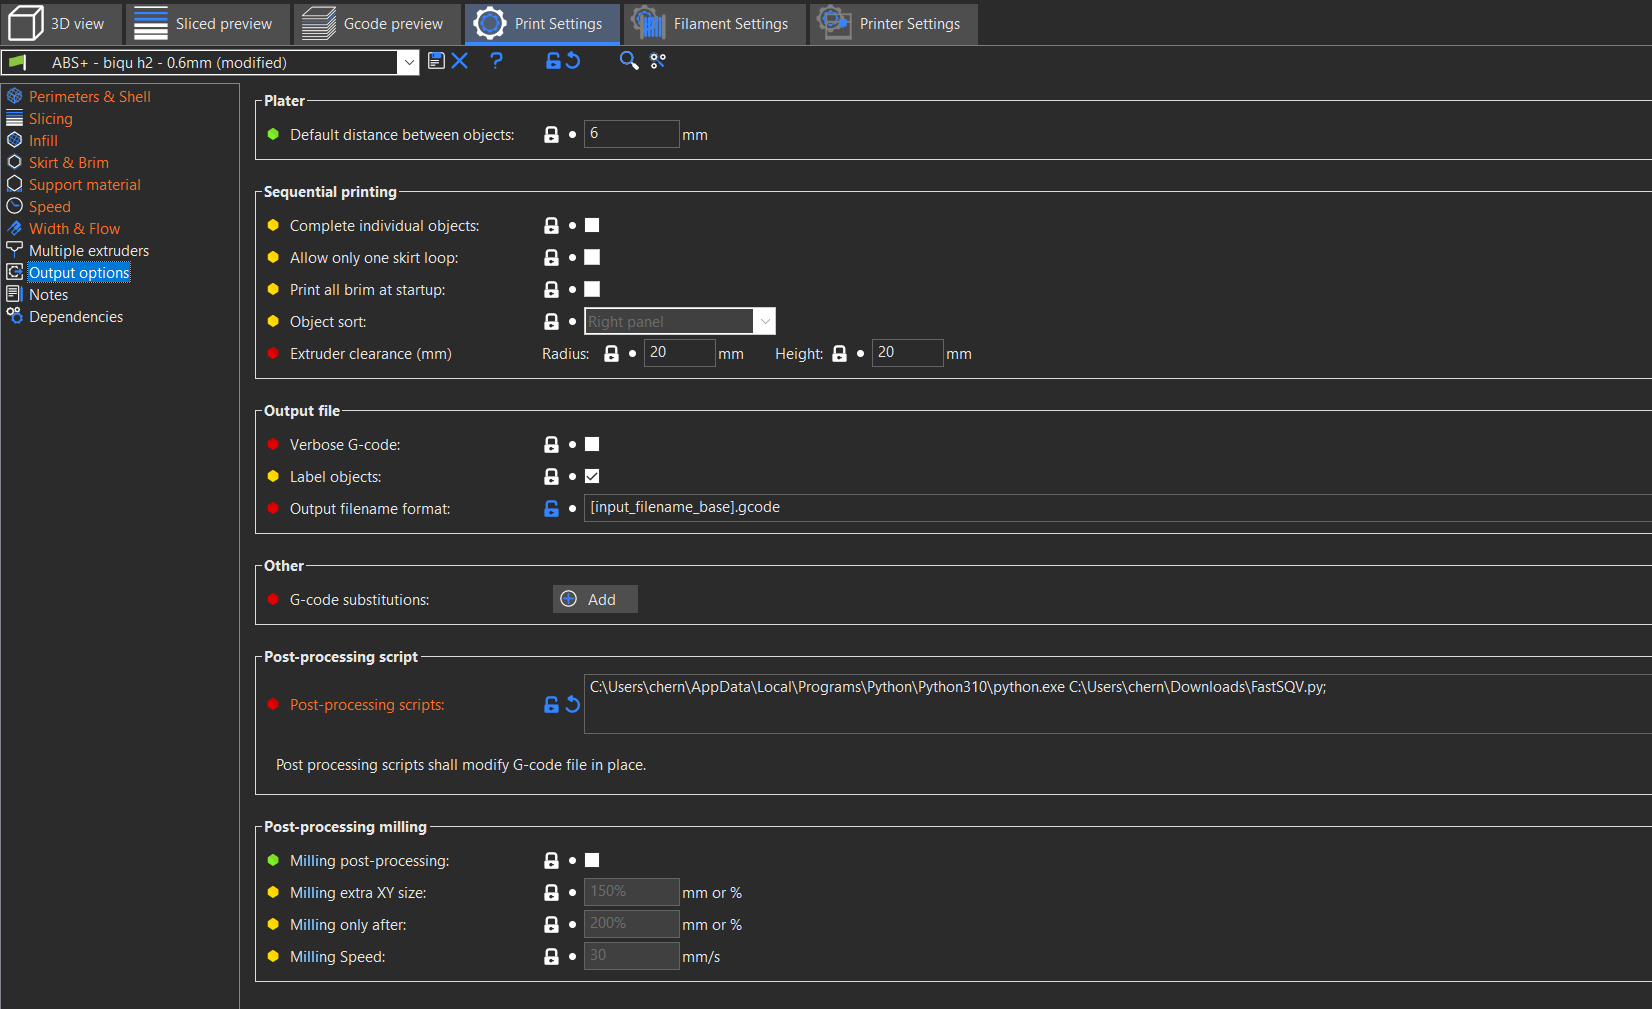 3D view Sliced preview Gcode preview Print Settings Filament Settings Printer Settings
ABS+ - biqu h2 - 0.6mm (modified) ?
Perimeters & Shell
Slicing
Infill
Skirt & Brim
Support material
Speed
Width & Flow
Multiple extruders
Output options
Notes
Dependencies
Plater
Default distance between objects: 6 mm
Sequential printing
Complete individual objects:
Allow only one skirt loop:
Print all brim at startup:
Object sort: Right panel
Extruder clearance (mm) Radius: 20 mm Height: 20 mm
Output file
Verbose G-code:
Label objects:
Output filename format: [input_filename_base].gcode
Other
G-code substitutions: Add
Post-processing script
C:\Users\chern\AppData\Local\Programs\Python\Python310\python.exe C:\Users\chern\Downloads\FastSQV.py;
Post-processing scripts:
Post processing scripts shall modify G-code file in place.
Post-processing milling
Milling post-processing:
Milling extra XY size: 150% mm or %
Milling only after: 200% mm or %
Milling Speed: 30 mm/s